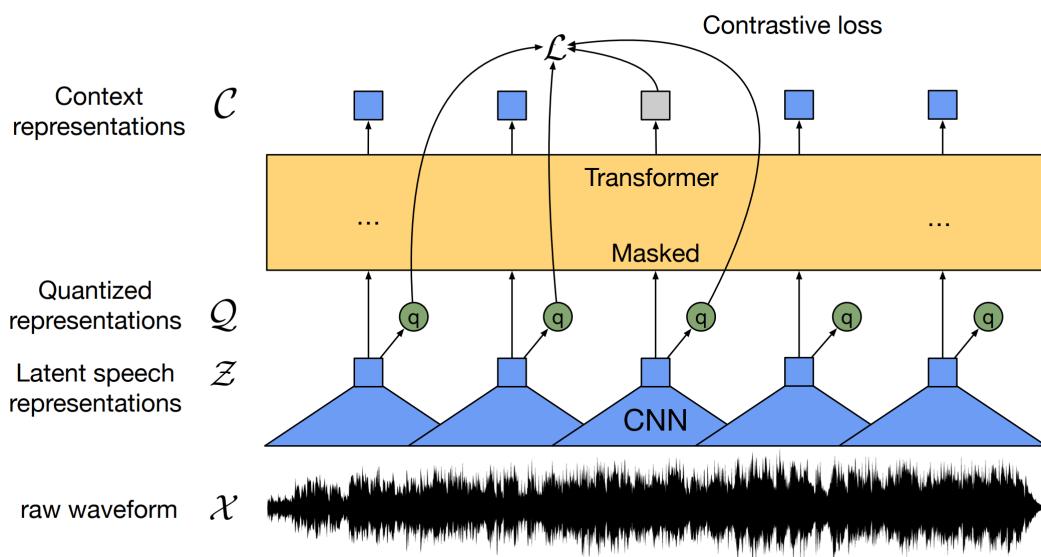 Contrastive loss
ℒ
Context
representations
𝒞
Transformer
... ...
Masked
Quantized
representations
𝒬
q q q q q
Latent speech
representations
𝒵
CNN
raw waveform
𝒳